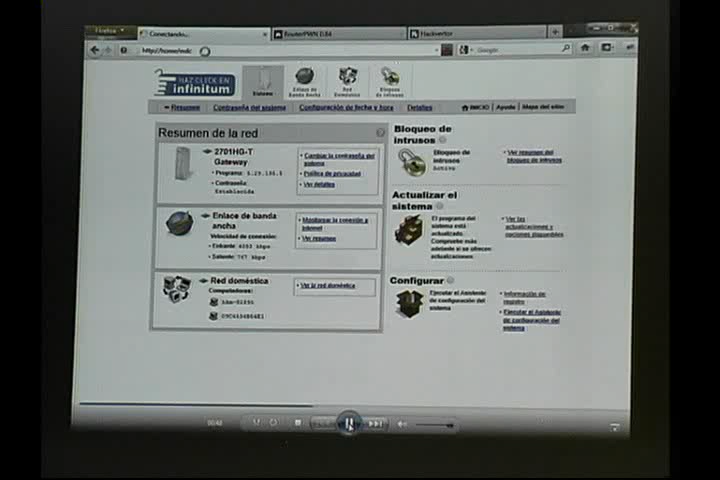 Firefox
Conectando...
RouterPWN 0.84
Hackvertor
http://home/mdc
Google
HAZ CLICK EN
infinitum
Sistema
Enlace de
Banda Ancha
Red
Doméstica
Bloqueo
de intrusos
Resumen
Contraseña del sistema
Configuración de fecha y hora
Detalles
INICIO
Ayuda
Mapa del sitio
Resumen de la red
2701HG-T
Gateway
Programa:
Contraseña:
Establecida
Cambiar la contraseña del
sistema
Política de privacidad
Ver detalles
Enlace de banda
ancha
Velocidad de conexión:
Entrante:
kbps
Saliente:
kbps
Monitorear la conexión a
Internet
Ver resumen
Red doméstica
Computadoras:
Ver la red doméstica
Bloqueo de
intrusos
Bloqueo de
intrusos
Activo
Ver resumen del
bloqueo de intrusos
Actualizar el
sistema
El programa del
sistema está
actualizado.
Compruebe más
adelante si se ofrecen
actualizaciones.
Ver las
actualizaciones y
opciones disponibles
Configurar
Ejecutar el Asistente
de configuración del
sistema
Información de
registro
Ejecutar el Asistente
de configuración del
sistema